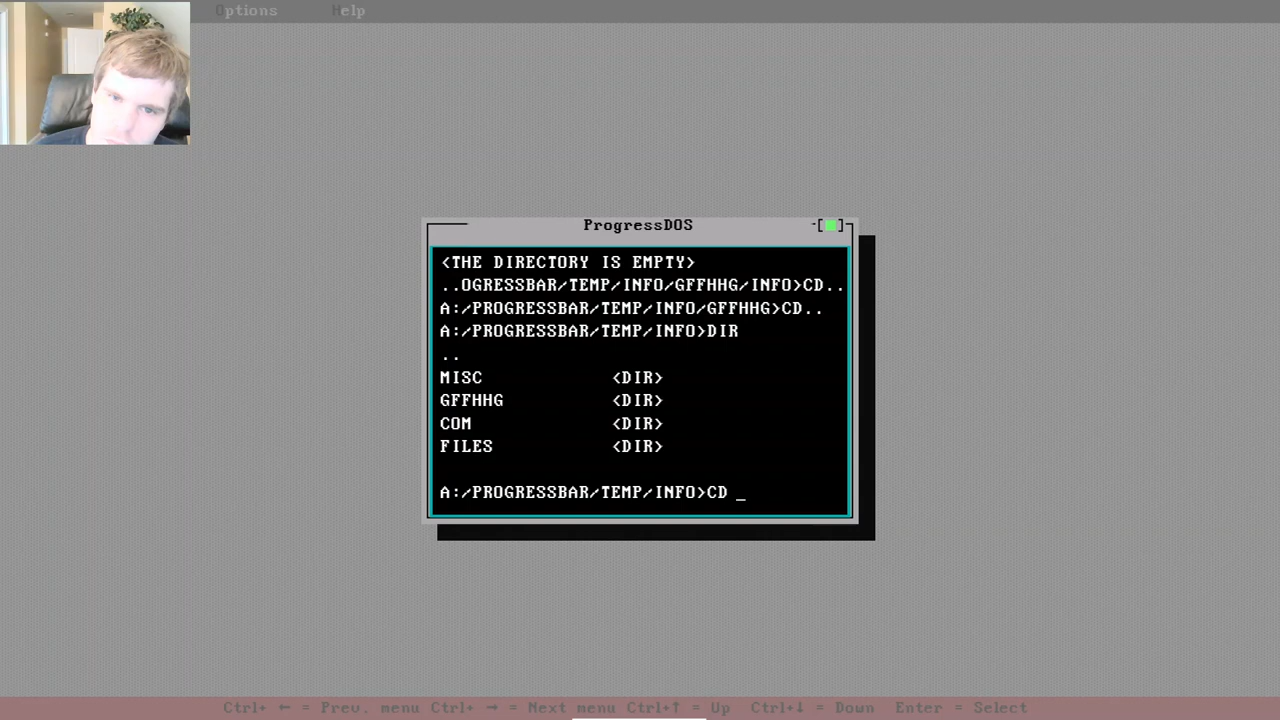 Options Help
ProgressDOS
-[■]
<THE DIRECTORY IS EMPTY>
..OGRESSBAR/TEMP/INFO/GFFHHG/INFO>CD..
A:/PROGRESSBAR/TEMP/INFO/GFFHHG>CD..
A:/PROGRESSBAR/TEMP/INFO>DIR
..
MISC <DIR>
GFFHHG <DIR>
COM <DIR>
FILES <DIR>
A:/PROGRESSBAR/TEMP/INFO>CD _
Ctrl+ ← = Prev. menu Ctrl+ → = Next menu Ctrl+↑ = Up Ctrl+↓ = Down Enter = Select